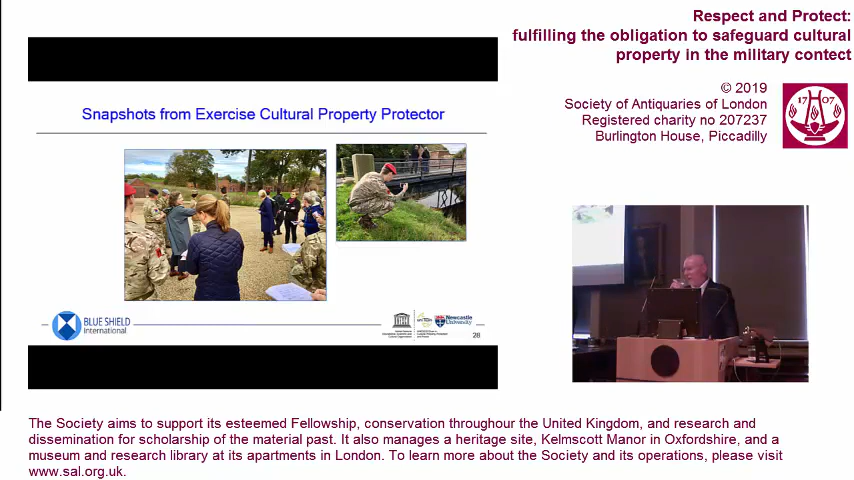 Respect and Protect:
fulfilling the obligation to safeguard cultural
property in the military contect
© 2019
Society of Antiquaries of London
Registered charity no 207237
Burlington House, Piccadilly
17 07
Snapshots from Exercise Cultural Property Protector
BLUE SHIELD
International
Newcastle
University
28
The Society aims to support its esteemed Fellowship, conservation throughout the United Kingdom, and research and
dissemination for scholarship of the material past. It also manages a heritage site, Kelmscott Manor in Oxfordshire, and a
museum and research library at its apartments in London. To learn more about the Society and its operations, please visit
www.sal.org.uk.